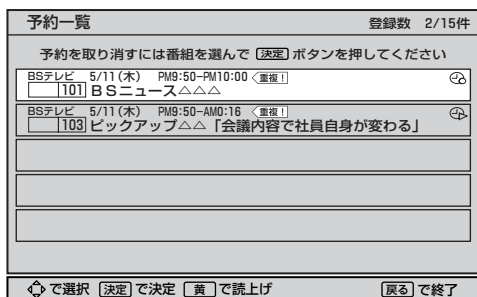 予約一覧 登録数 2/15件
予約を取り消すには番組を選んで 決定 ボタンを押してください
BSテレビ 5/11(木) PM9:50-PM10:00 重複!
101 BSニュース△△△
BSテレビ 5/11(木) PM9:50-AM0:16 重複!
103 ピックアップ△△「会議内容で社員自身が変わる」
で選択 決定 で決定 黄 で読上げ 戻る で終了